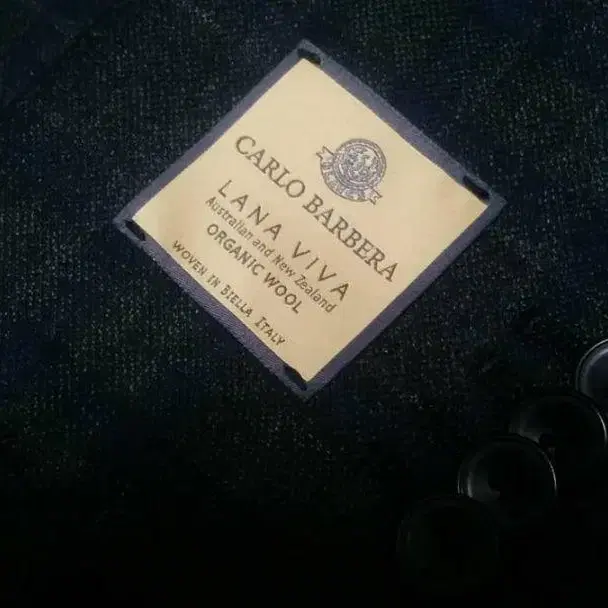 CARLO BARBERA
LANA VIVA
Australian and New Zealand
ORGANIC WOOL
WOVEN IN BIELLA ITALY